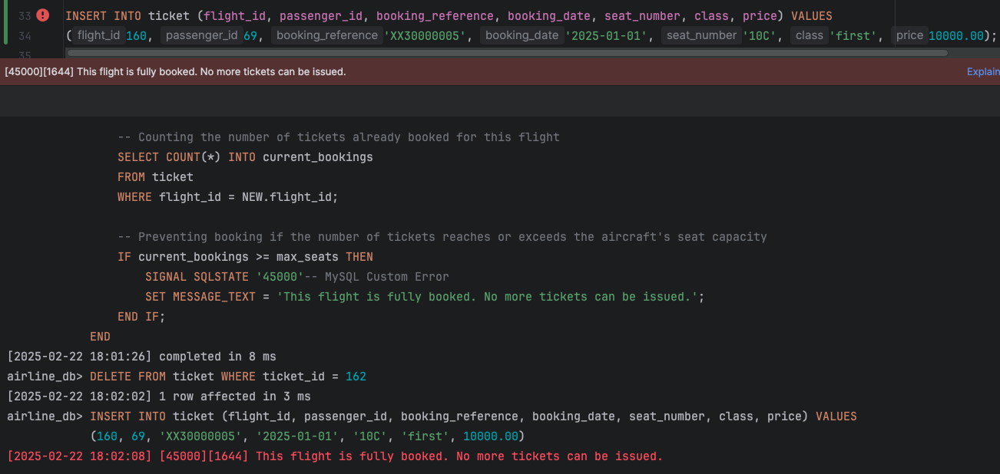 33 INSERT INTO ticket (flight_id, passenger_id, booking_reference, booking_date, seat_number, class, price) VALUES
34 ( flight_id 160, passenger_id 69, booking_reference 'XX30000005', booking_date '2025-01-01', seat_number '10C', class 'first', price 10000.00);
35
[45000][1644] This flight is fully booked. No more tickets can be issued. Explain
-- Counting the number of tickets already booked for this flight
SELECT COUNT(*) INTO current_bookings
FROM ticket
WHERE flight_id = NEW.flight_id;
-- Preventing booking if the number of tickets reaches or exceeds the aircraft's seat capacity
IF current_bookings >= max_seats THEN
SIGNAL SQLSTATE '45000'-- MySQL Custom Error
SET MESSAGE_TEXT = 'This flight is fully booked. No more tickets can be issued.';
END IF;
END
[2025-02-22 18:01:26] completed in 8 ms
airline_db> DELETE FROM ticket WHERE ticket_id = 162
[2025-02-22 18:02:02] 1 row affected in 3 ms
airline_db> INSERT INTO ticket (flight_id, passenger_id, booking_reference, booking_date, seat_number, class, price) VALUES
(160, 69, 'XX30000005', '2025-01-01', '10C', 'first', 10000.00)
[2025-02-22 18:02:08] [45000][1644] This flight is fully booked. No more tickets can be issued.